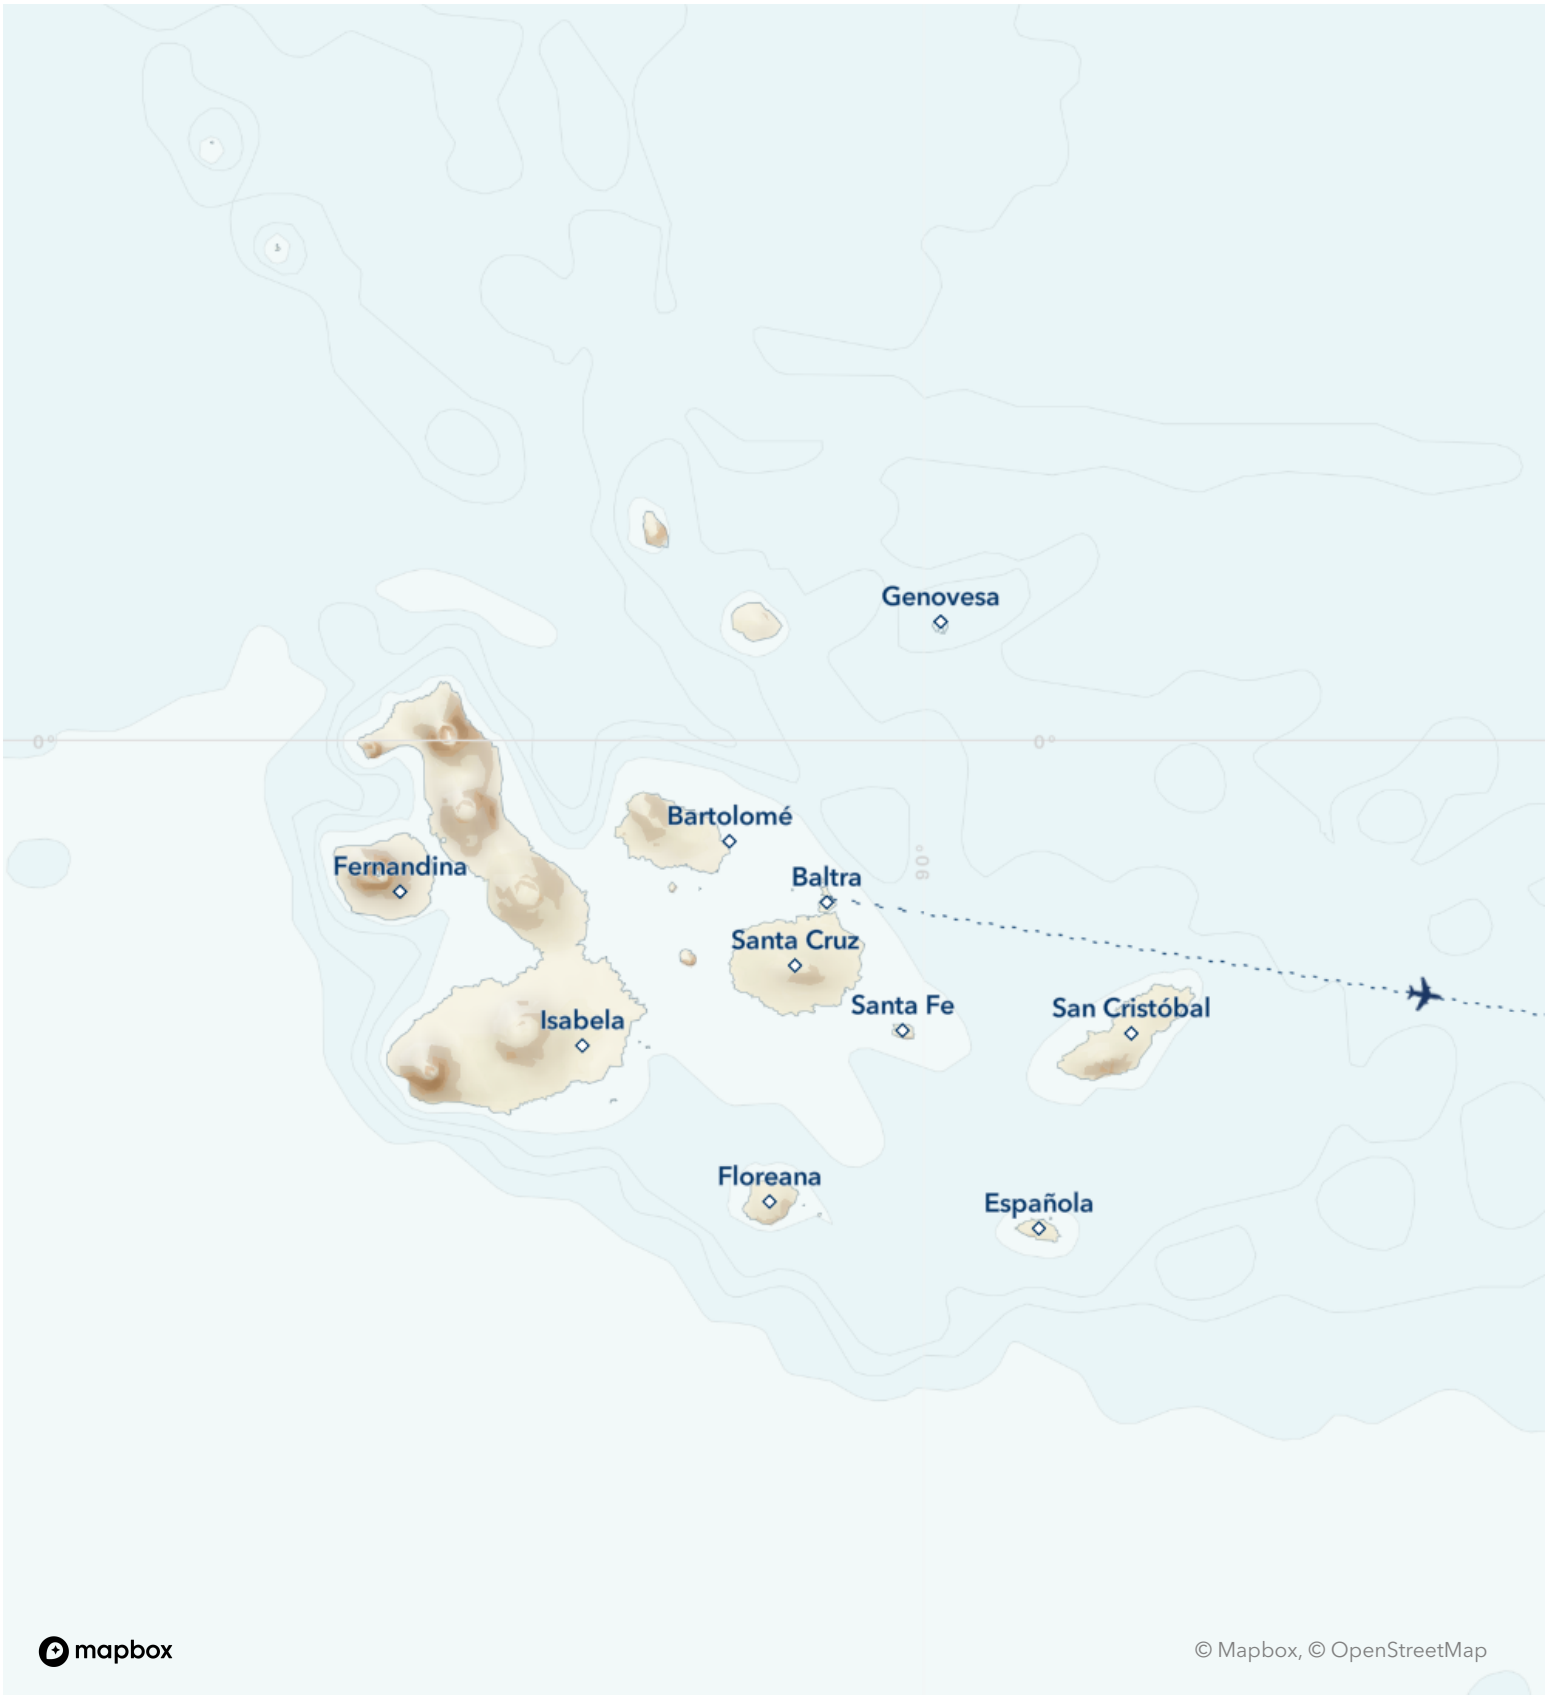 Genovesa
0°
0°
Bartolomé
Fernandina
Baltra
90°
Santa Cruz
Santa Fe
San Cristóbal
Isabela
Floreana
Española
mapbox
© Mapbox, © OpenStreetMap